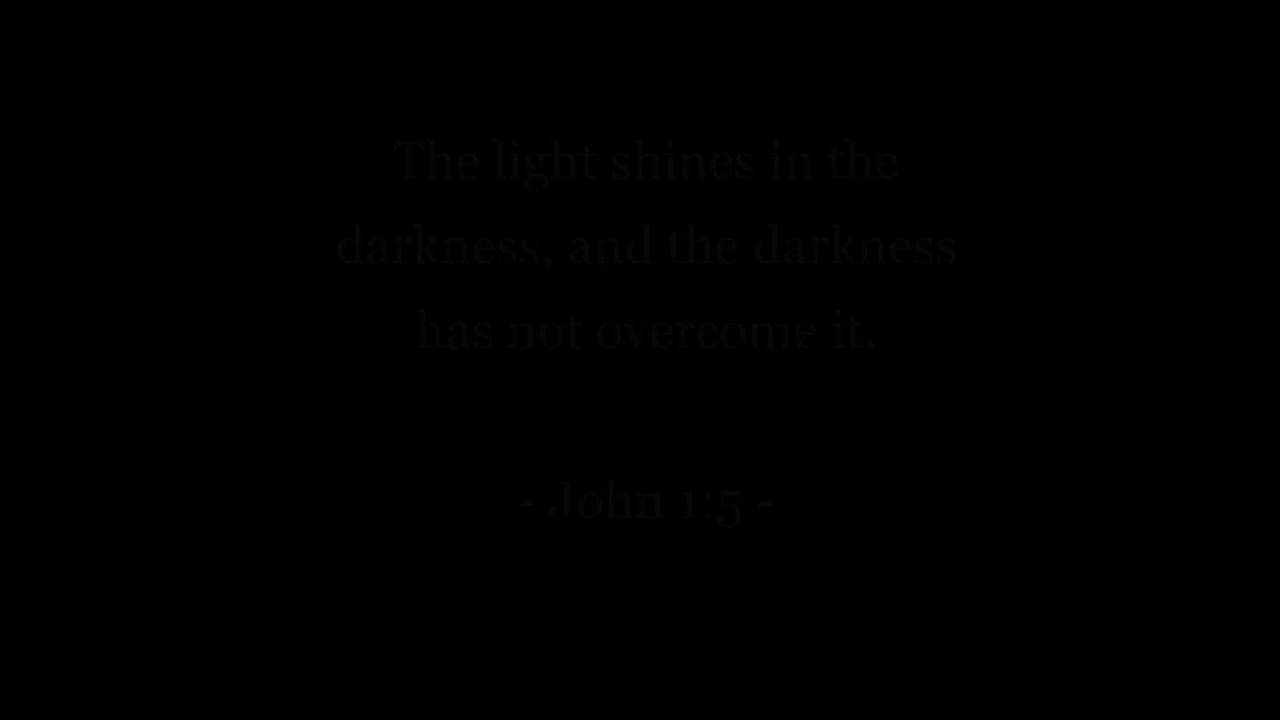 The light shines in the
darkness, and the darkness
has not overcome it.
- John 1:5 -